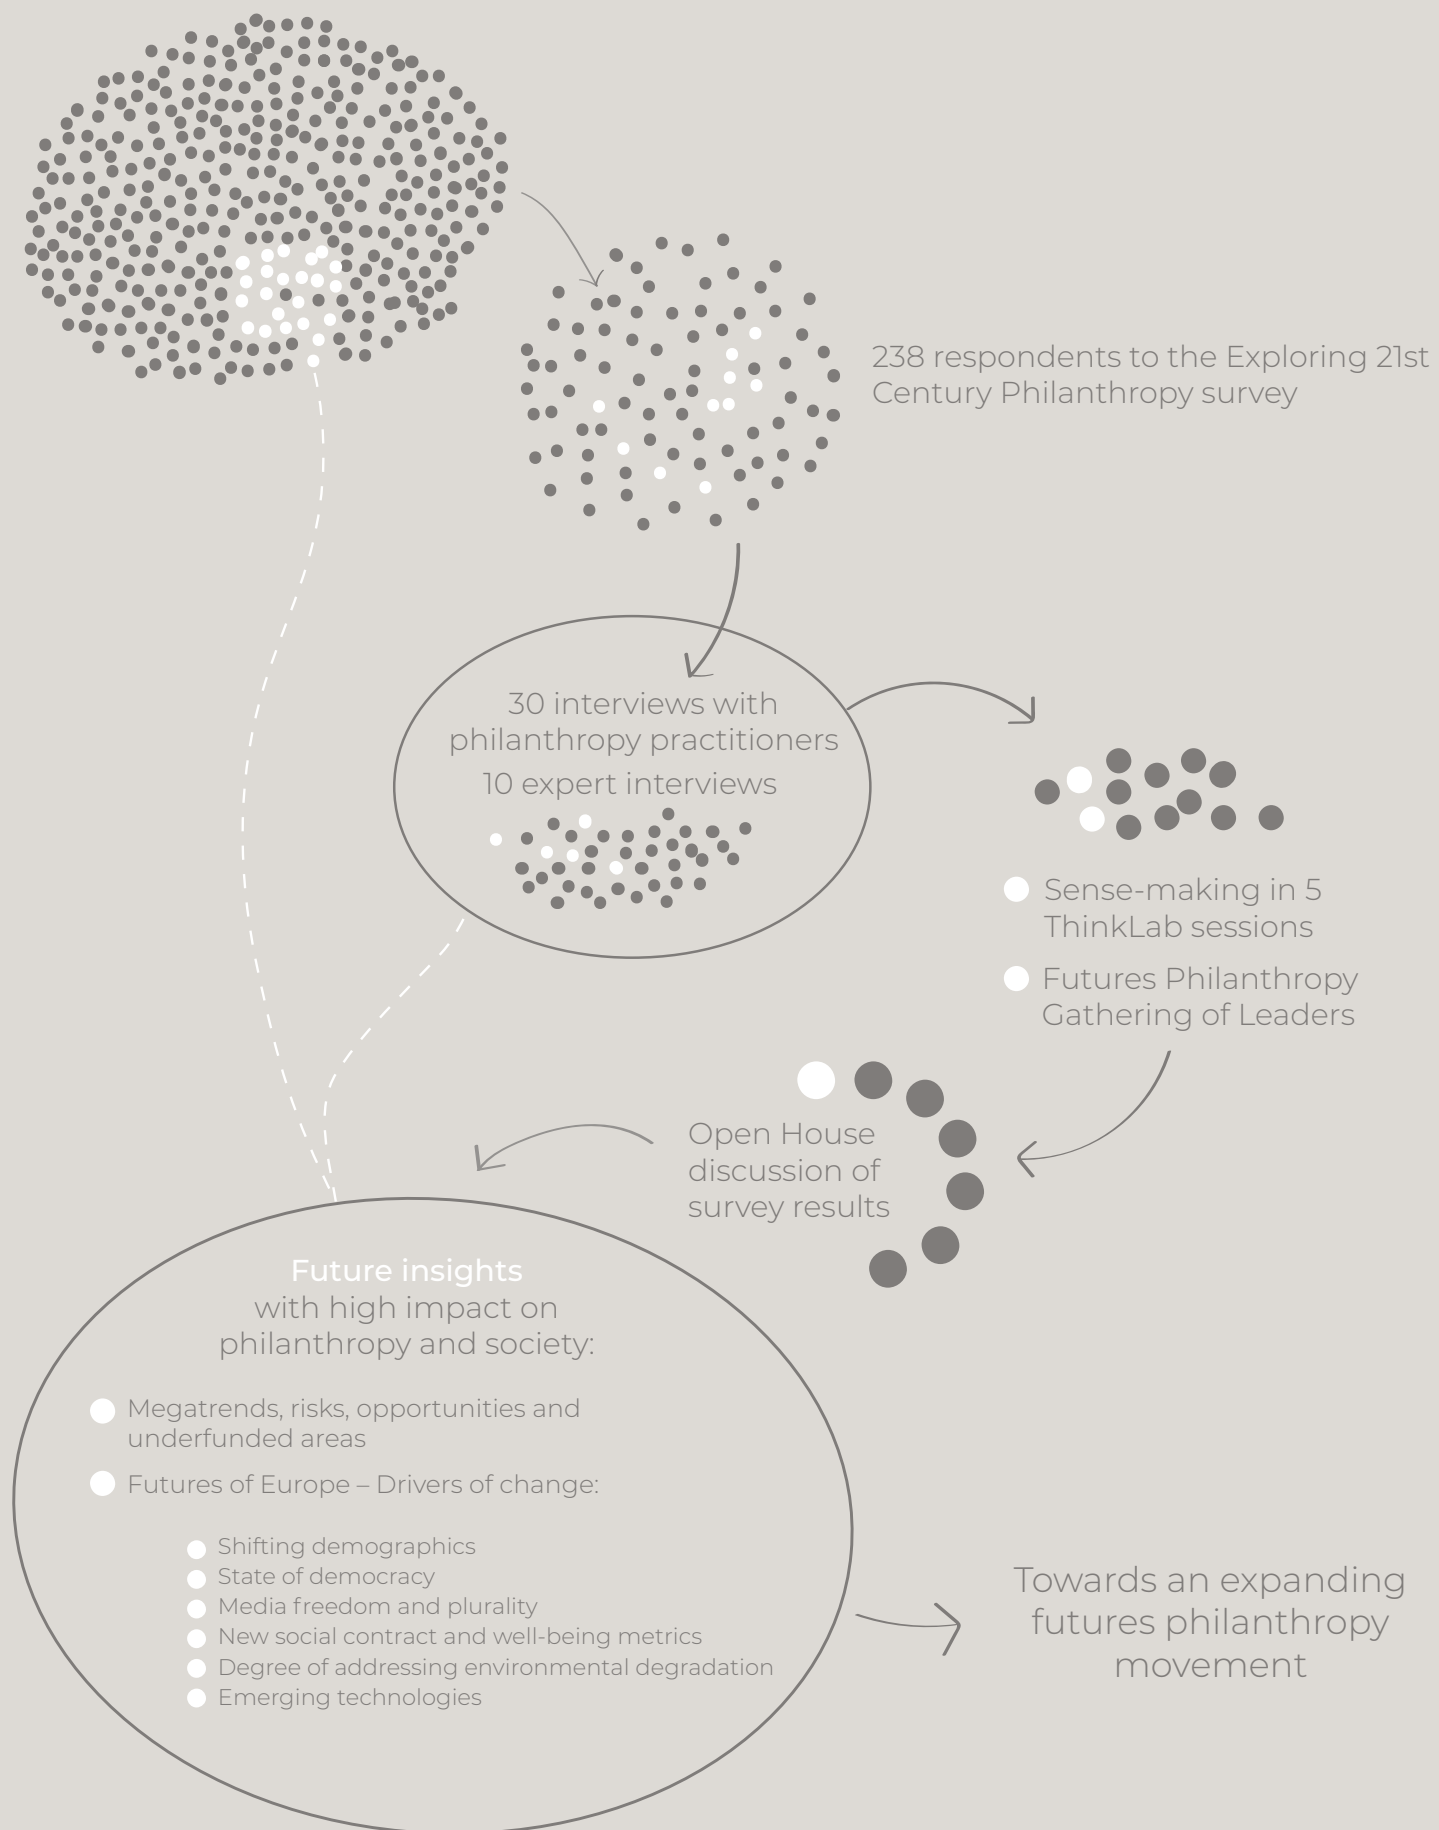 238 respondents to the Exploring 21st
Century Philanthropy survey
30 interviews with
philanthropy practitioners
10 expert interviews
Sense-making in 5
ThinkLab sessions
Futures Philanthropy
Gathering of Leaders
Open House
discussion of
survey results
Future insights
with high impact on
philanthropy and society:
Megatrends, risks, opportunities and
underfunded areas
Futures of Europe – Drivers of change:
Shifting demographics
State of democracy
Media freedom and plurality
New social contract and well-being metrics
Degree of addressing environmental degradation
Emerging technologies
Towards an expanding
futures philanthropy
movement